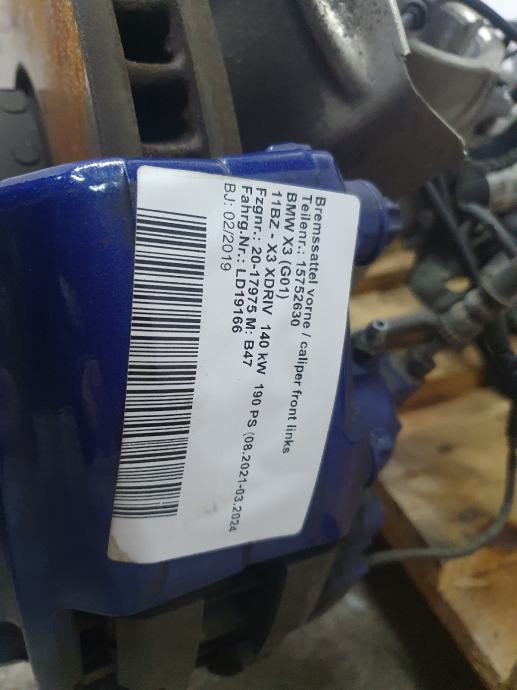 Bremssattel vorne / caliper front links
Teilenr.: 15752630
BMW X3 (G01)
11BZ - X3 XDRIV 140 kW 190 PS (08.2021-03.2024
Fzgnr.: 20-17975 M: B47
Fahrg.Nr.: LD19166
BJ: 02/2019